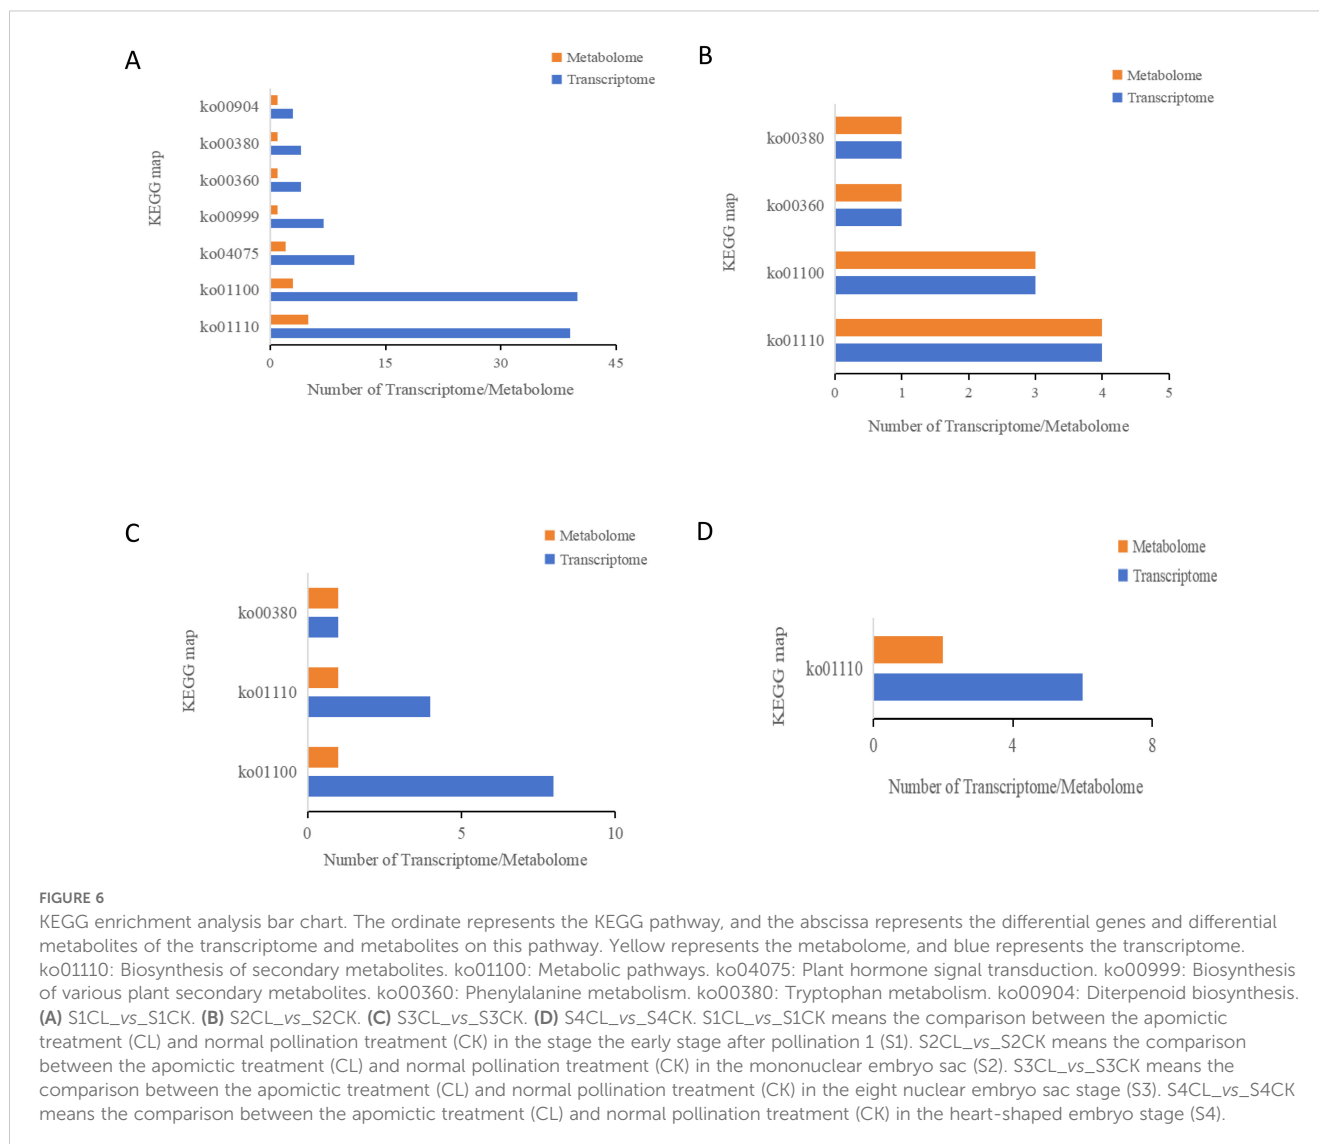 A
Metabolome
Transcriptome
KEGG map
ko00904
ko00380
ko00360
ko00999
ko04075
ko01100
ko01110
0 15 30 45
Number of Transcriptome/Metabolome
B
Metabolome
Transcriptome
KEGG map
ko00380
ko00360
ko01100
ko01110
0 1 2 3 4 5
Number of Transcriptome/Metabolome
C
Metabolome
Transcriptome
KEGG map
ko00380
ko01110
ko01100
0 5 10
Number of Transcriptome/Metabolome
D
Metabolome
Transcriptome
KEGG map
ko01110
0 4 8
Number of Transcriptome/Metabolome
FIGURE 6
KEGG enrichment analysis bar chart. The ordinate represents the KEGG pathway, and the abscissa represents the differential genes and differential
metabolites of the transcriptome and metabolites on this pathway. Yellow represents the metabolome, and blue represents the transcriptome.
ko01110: Biosynthesis of secondary metabolites. ko01100: Metabolic pathways. ko04075: Plant hormone signal transduction. ko00999: Biosynthesis
of various plant secondary metabolites. ko00360: Phenylalanine metabolism. ko00380: Tryptophan metabolism. ko00904: Diterpenoid biosynthesis.
(A) S1CL_vs_S1CK. (B) S2CL_vs_S2CK. (C) S3CL_vs_S3CK. (D) S4CL_vs_S4CK. S1CL_vs_S1CK means the comparison between the apomictic
treatment (CL) and normal pollination treatment (CK) in the stage the early stage after pollination 1 (S1). S2CL_vs_S2CK means the comparison
between the apomictic treatment (CL) and normal pollination treatment (CK) in the mononuclear embryo sac (S2). S3CL_vs_S3CK means the
comparison between the apomictic treatment (CL) and normal pollination treatment (CK) in the eight nuclear embryo sac stage (S3). S4CL_vs_S4CK
means the comparison between the apomictic treatment (CL) and normal pollination treatment (CK) in the heart-shaped embryo stage (S4).